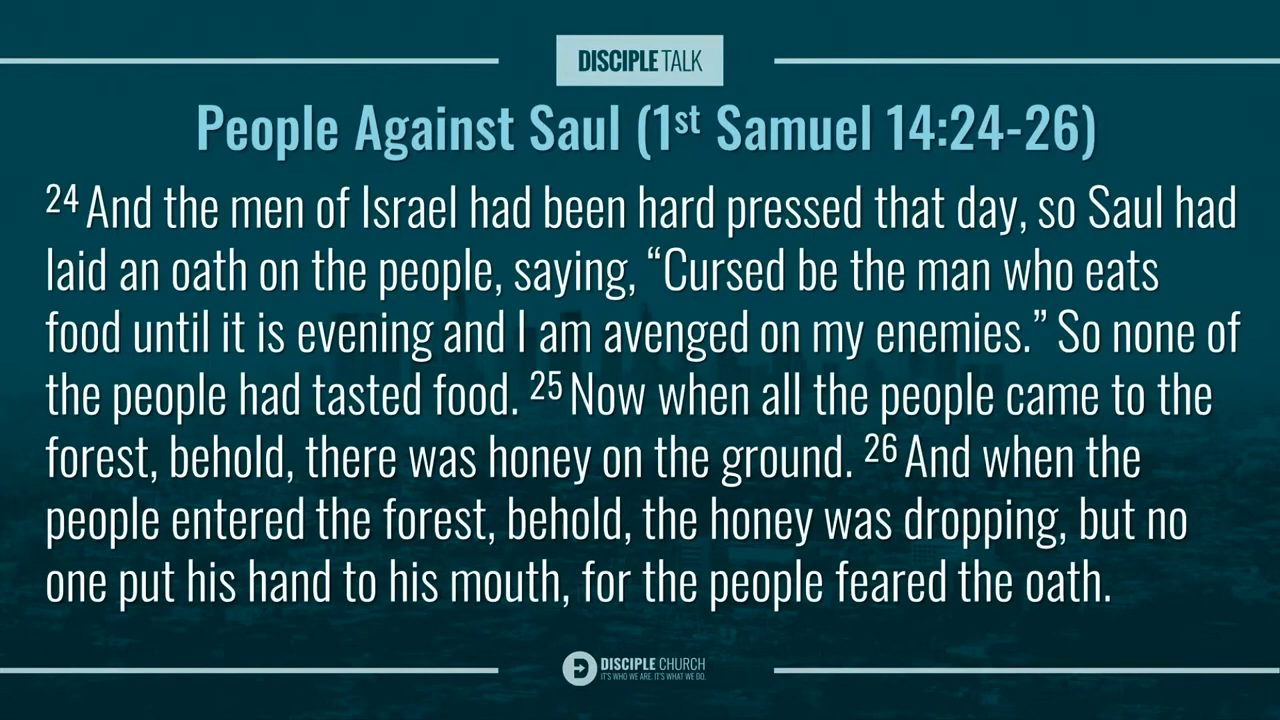 DISCIPLE TALK
People Against Saul (1st Samuel 14:24-26)
24 And the men of Israel had been hard pressed that day, so Saul had
laid an oath on the people, saying, “Cursed be the man who eats
food until it is evening and I am avenged on my enemies.” So none of
the people had tasted food. 25 Now when all the people came to the
forest, behold, there was honey on the ground. 26 And when the
people entered the forest, behold, the honey was dropping, but no
one put his hand to his mouth, for the people feared the oath.
DISCIPLE CHURCH
IT'S WHO WE ARE. IT'S WHAT WE DO.